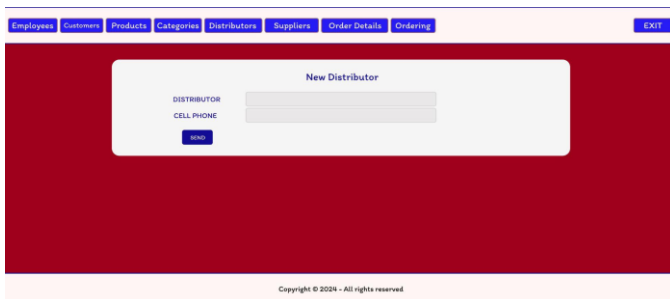 Employees Customers Products Categories Distributors Suppliers Order Details Ordering EXIT
New Distributor
DISTRIBUTOR
CELL PHONE
SEND
Copyright © 2024 - All rights reserved